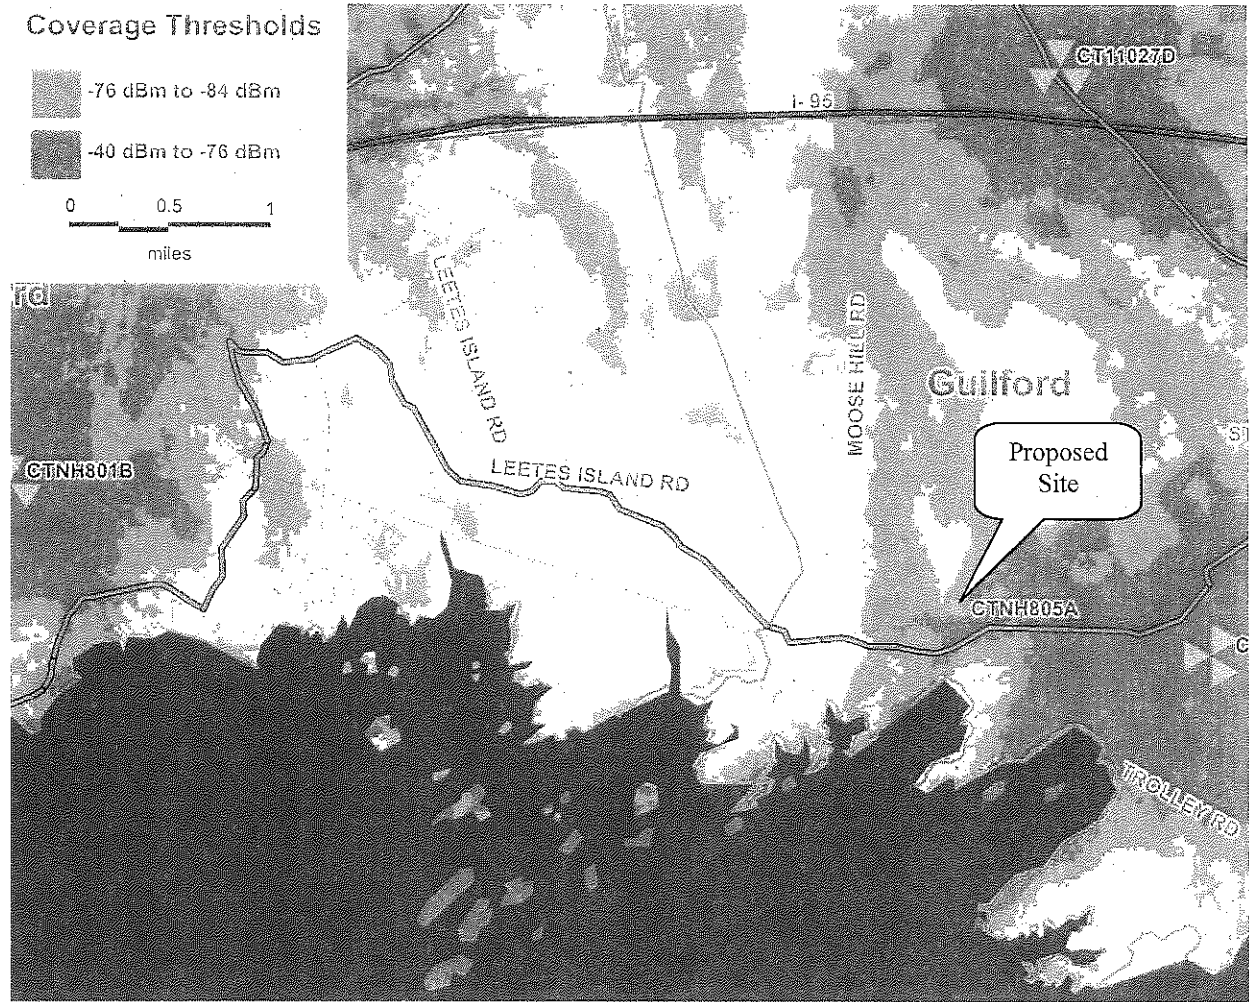 Coverage Thresholds
-76 dBm to -84 dBm
-40 dBm to -76 dBm
0 0.5 1
miles
CT11027D
I- 95
rd
LEETES ISLAND RD
MOOSE HILL RD
Guilford
CTNH801B
LEETES ISLAND RD
Proposed
Site
CTNH805A
C
TROLLEY RD